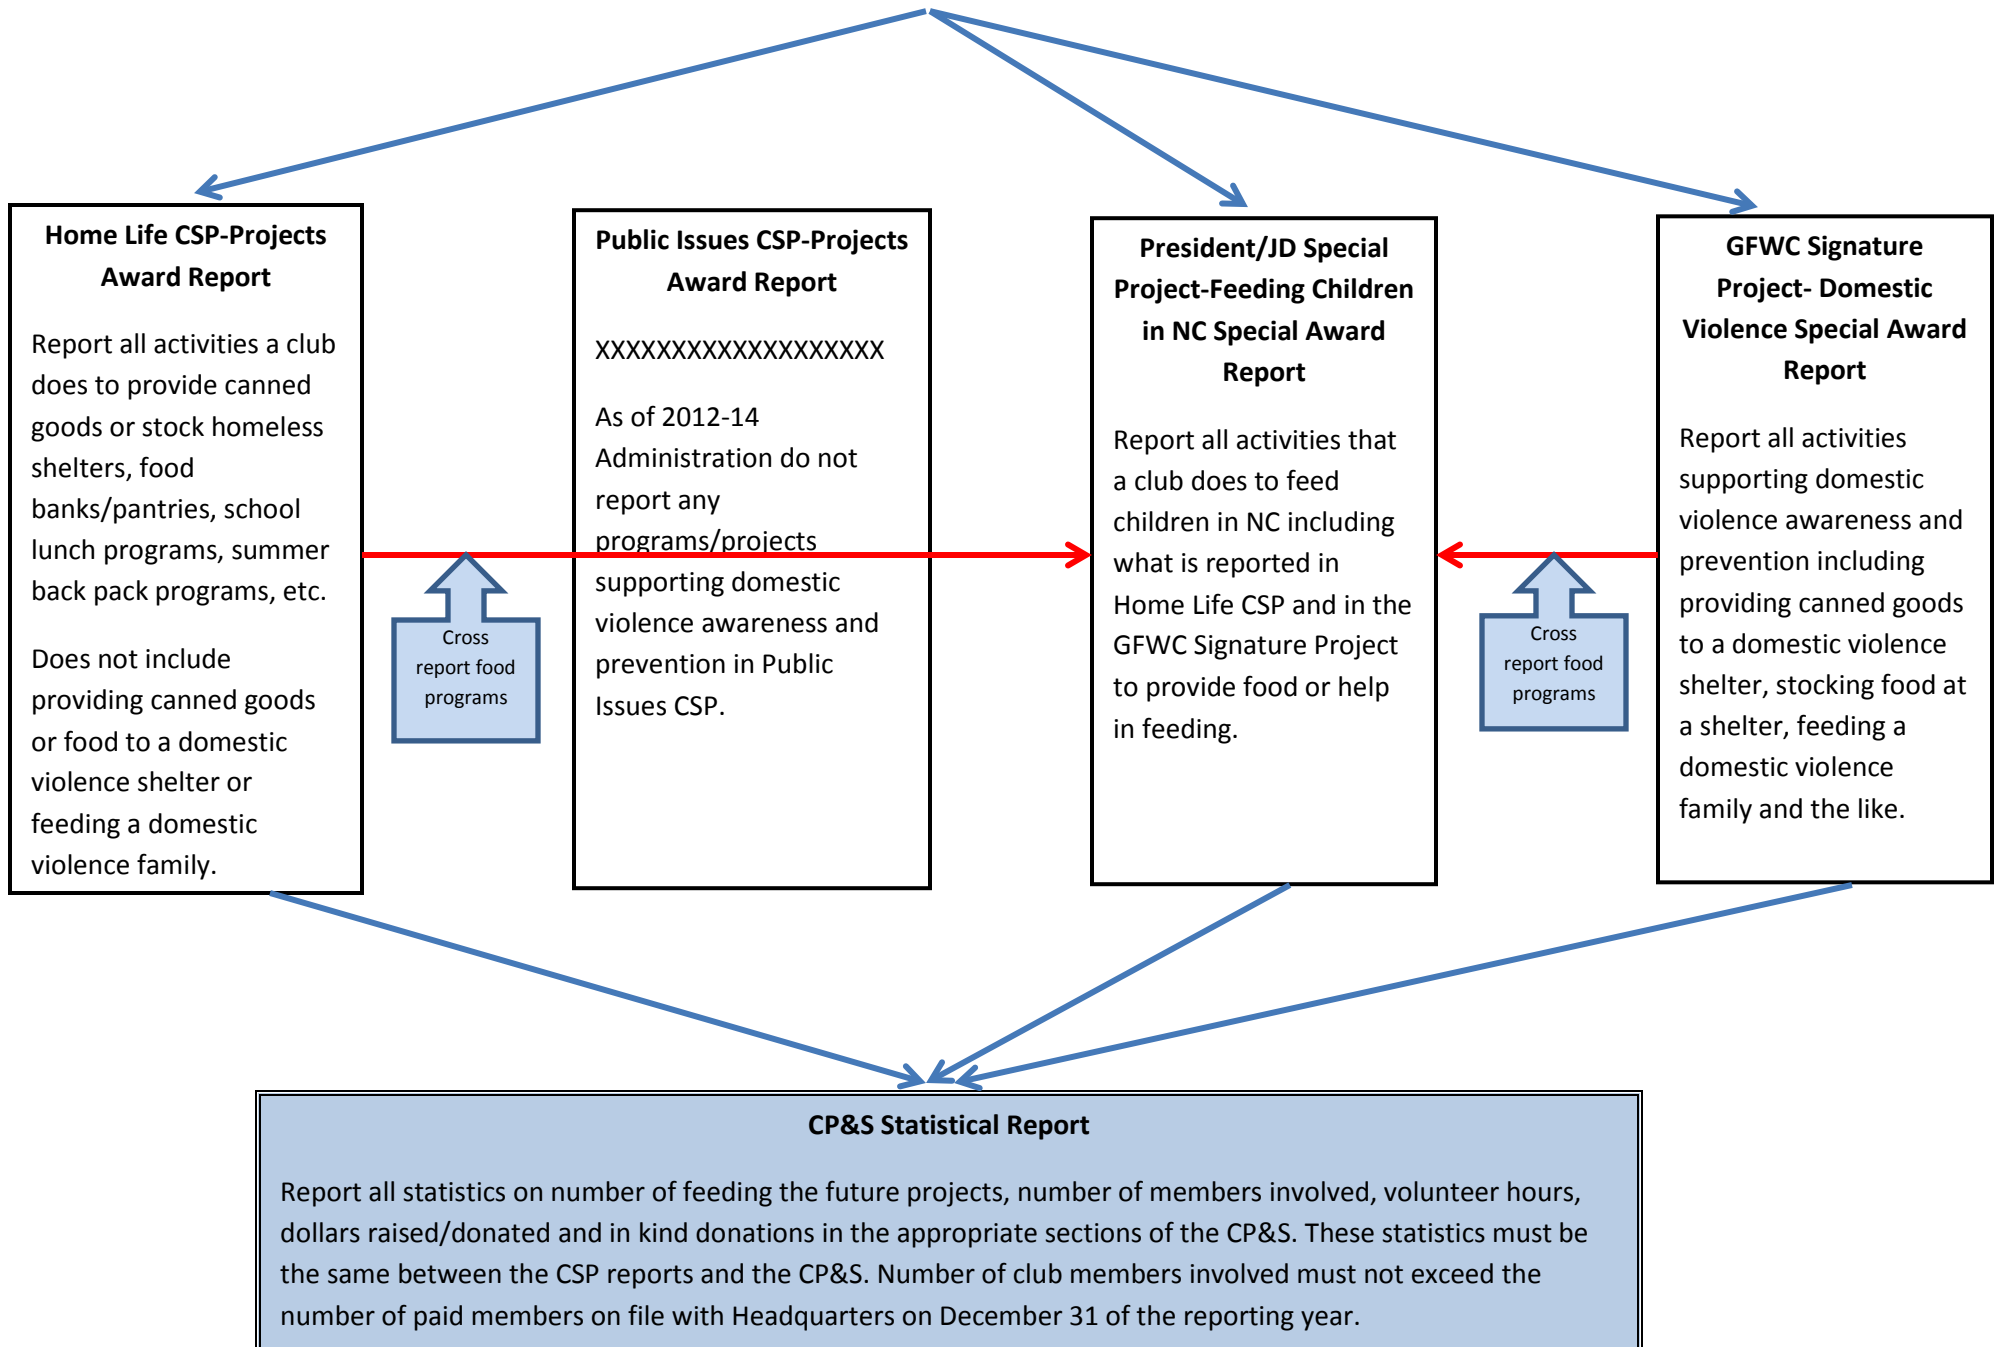 Home Life CSP-Projects
Award Report
Report all activities a club
does to provide canned
goods or stock homeless
shelters, food
banks/pantries, school
lunch programs, summer
back pack programs, etc.
Does not include
providing canned goods
or food to a domestic
violence shelter or
feeding a domestic
violence family.
Cross
report food
programs
Public Issues CSP-Projects
Award Report
XXXXXXXXXXXXXXXXXXX
As of 2012-14
Administration do not
report any
programs/projects
supporting domestic
violence awareness and
prevention in Public
Issues CSP.
President/JD Special
Project-Feeding Children
in NC Special Award
Report
Report all activities that
a club does to feed
children in NC including
what is reported in
Home Life CSP and in the
GFWC Signature Project
to provide food or help
in feeding.
Cross
report food
programs
GFWC Signature
Project- Domestic
Violence Special Award
Report
Report all activities
supporting domestic
violence awareness and
prevention including
providing canned goods
to a domestic violence
shelter, stocking food at
a shelter, feeding a
domestic violence
family and the like.
CP&S Statistical Report
Report all statistics on number of feeding the future projects, number of members involved, volunteer hours,
dollars raised/donated and in kind donations in the appropriate sections of the CP&S. These statistics must be
the same between the CSP reports and the CP&S. Number of club members involved must not exceed the
number of paid members on file with Headquarters on December 31 of the reporting year.